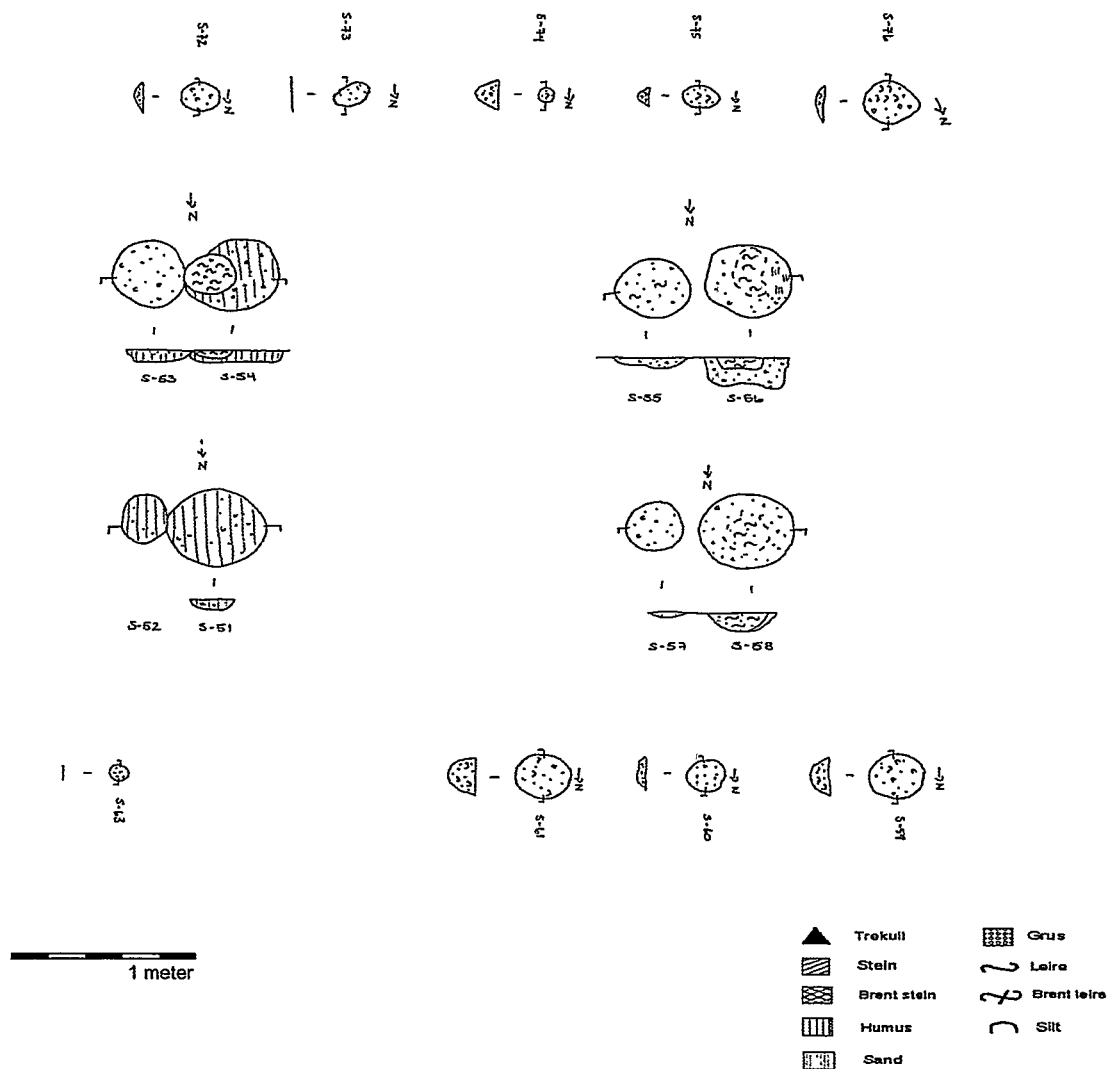 S-72
S-73
S-74
S-75
S-76
N
N
N
N
N
N
N
S-53
S-54
S-55
S-56
N
N
S-52
S-51
S-57
S-58
N
N
N
S-63
S-61
S-60
S-59
1 meter
Trekull
Stein
Brent stein
Humus
Sand
Grus
Leire
Brent leire
Silt